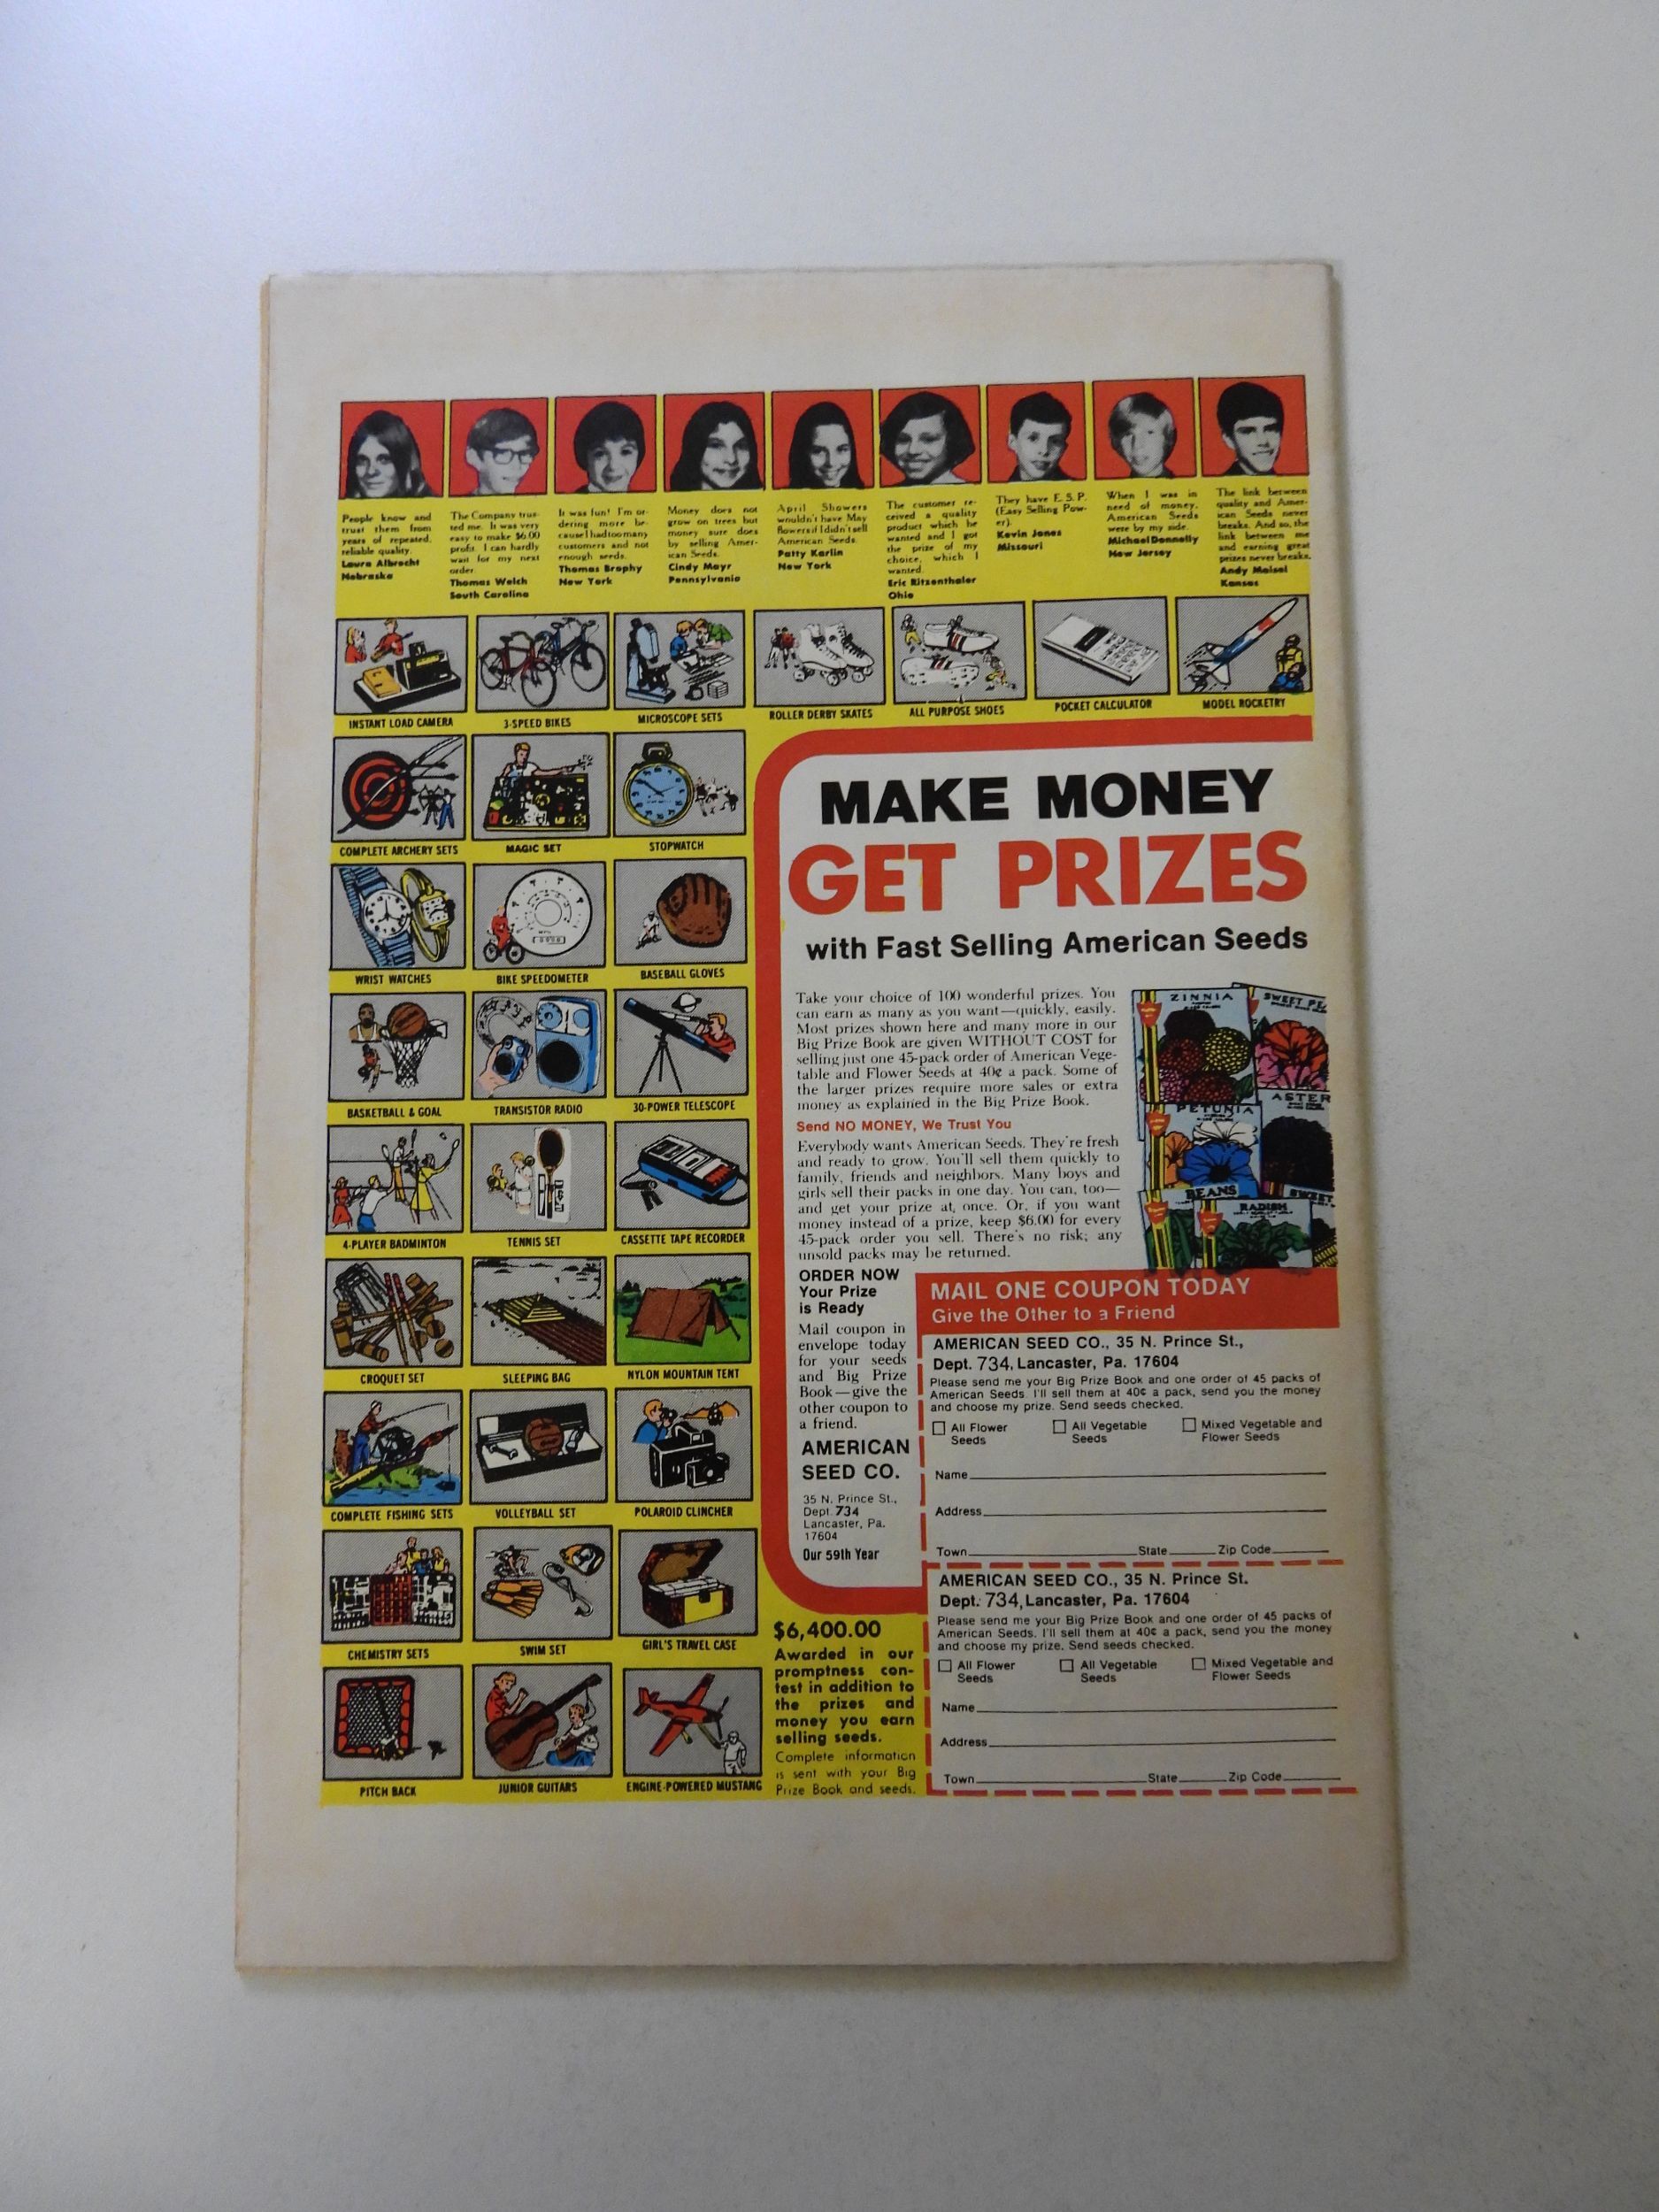 People know and
trust them from
years of repeated,
reliable quality.
Laura Albrecht
Nebraska
The Company trus-
ted me. It was very
easy to make $6.00
profit. I can hardly
wait for my next
order.
Thomas Welch
South Carolina
It was fun! I'm or-
dering more be-
cause I had too many
customers and not
enough seeds.
Thomas Brophy
New York
Money does not
grow on trees but
money sure does
by selling Amer-
ican Seeds.
Cindy Mayr
Pennsylvania
April Showers
wouldn't have May
flowers if I didn't sell
American Seeds.
Patty Karlin
New York
The customer re-
ceived a quality
product which he
wanted and I got
the prize of my
choice, which I
wanted.
Eric Ritzenthaler
Ohio
They have E.S.P.
(Easy Selling Pow-
er).
Kevin Jones
Missouri
When I was in
need of money,
American Seeds
were by my side.
Michael Donnelly
New Jersey
The link between
quality and Amer-
ican Seeds never
breaks. And so, the
link between me
and earning great
prizes never breaks.
Andy Meisel
Kansas
INSTANT LOAD CAMERA
3-SPEED BIKES
MICROSCOPE SETS
ROLLER DERBY SKATES
ALL PURPOSE SHOES
POCKET CALCULATOR
MODEL ROCKETRY
COMPLETE ARCHERY SETS
MAGIC SET
STOPWATCH
WRIST WATCHES
BIKE SPEEDOMETER
BASEBALL GLOVES
BASKETBALL & GOAL
TRANSISTOR RADIO
30-POWER TELESCOPE
4-PLAYER BADMINTON
TENNIS SET
CASSETTE TAPE RECORDER
CROQUET SET
SLEEPING BAG
NYLON MOUNTAIN TENT
COMPLETE FISHING SETS
VOLLEYBALL SET
POLAROID CLINCHER
CHEMISTRY SETS
SWIM SET
GIRL'S TRAVEL CASE
PITCH BACK
JUNIOR GUITARS
ENGINE-POWERED MUSTANG
MAKE MONEY
GET PRIZES
with Fast Selling American Seeds
Take your choice of 100 wonderful prizes. You
can earn as many as you want—quickly, easily.
Most prizes shown here and many more in our
Big Prize Book are given WITHOUT COST for
selling just one 45-pack order of American Vege-
table and Flower Seeds at 40¢ a pack. Some of
the larger prizes require more sales or extra
money as explained in the Big Prize Book.
Send NO MONEY, We Trust You
Everybody wants American Seeds. They're fresh
and ready to grow. You'll sell them quickly to
family, friends and neighbors. Many boys and
girls sell their packs in one day. You can, too—
and get your prize at once. Or, if you want
money instead of a prize, keep $6.00 for every
45-pack order you sell. There's no risk; any
unsold packs may be returned.
ZINNIA
SWEET PE
ASTER
PETUNIA
BEANS
SWEET
RADISH
ORDER NOW
Your Prize
is Ready
Mail coupon in
envelope today
for your seeds
and Big Prize
Book—give the
other coupon to
a friend.
AMERICAN
SEED CO.
35 N. Prince St.,
Dept. 734
Lancaster, Pa.
17604
Our 59th Year
$6,400.00
Awarded in our
promptness con-
test in addition to
the prizes and
money you earn
selling seeds.
Complete information
is sent with your Big
Prize Book and seeds.
MAIL ONE COUPON TODAY
Give the Other to a Friend
AMERICAN SEED CO., 35 N. Prince St.,
Dept. 734, Lancaster, Pa. 17604
Please send me your Big Prize Book and one order of 45 packs of
American Seeds. I'll sell them at 40¢ a pack, send you the money
and choose my prize. Send seeds checked.
All Flower
Seeds
All Vegetable
Seeds
Mixed Vegetable and
Flower Seeds
Name
Address
Town State Zip Code
AMERICAN SEED CO., 35 N. Prince St.
Dept. 734, Lancaster, Pa. 17604
Please send me your Big Prize Book and one order of 45 packs of
American Seeds. I'll sell them at 40¢ a pack, send you the money
and choose my prize. Send seeds checked.
All Flower
Seeds
All Vegetable
Seeds
Mixed Vegetable and
Flower Seeds
Name
Address
Town State Zip Code